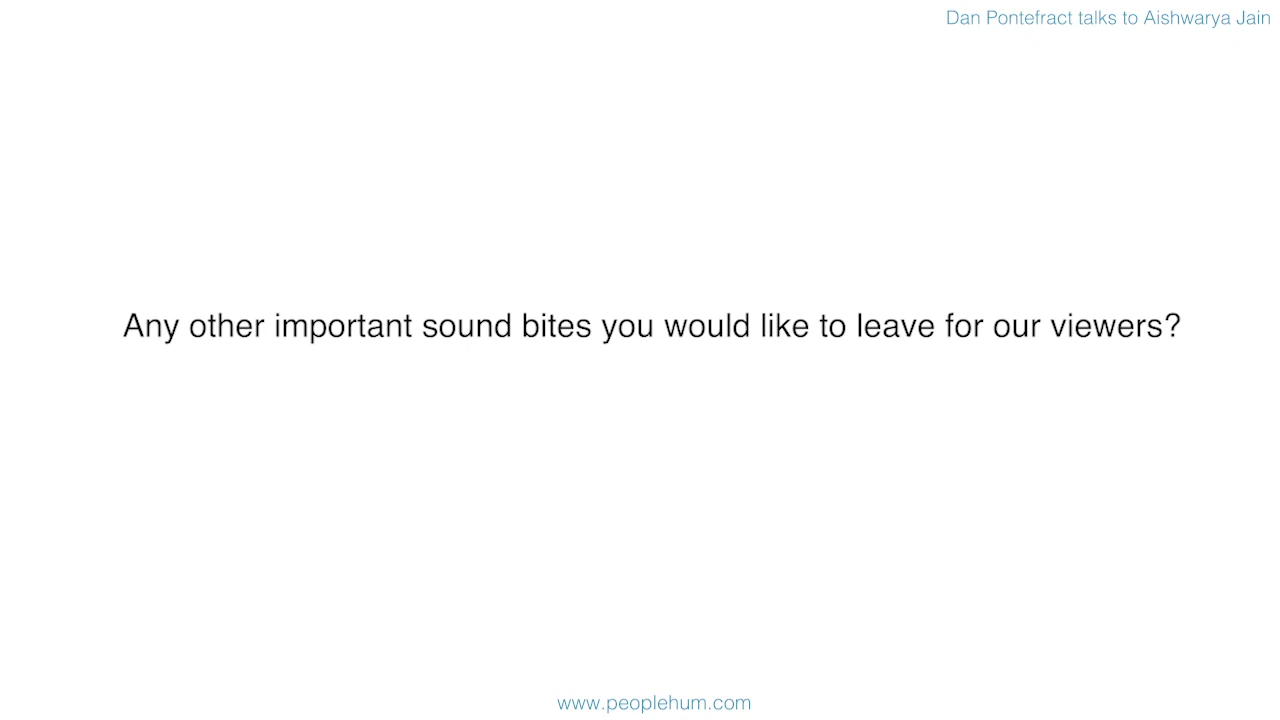 Dan Pontefract talks to Aishwarya Jain
Any other important sound bites you would like to leave for our viewers?
www.peoplehum.com